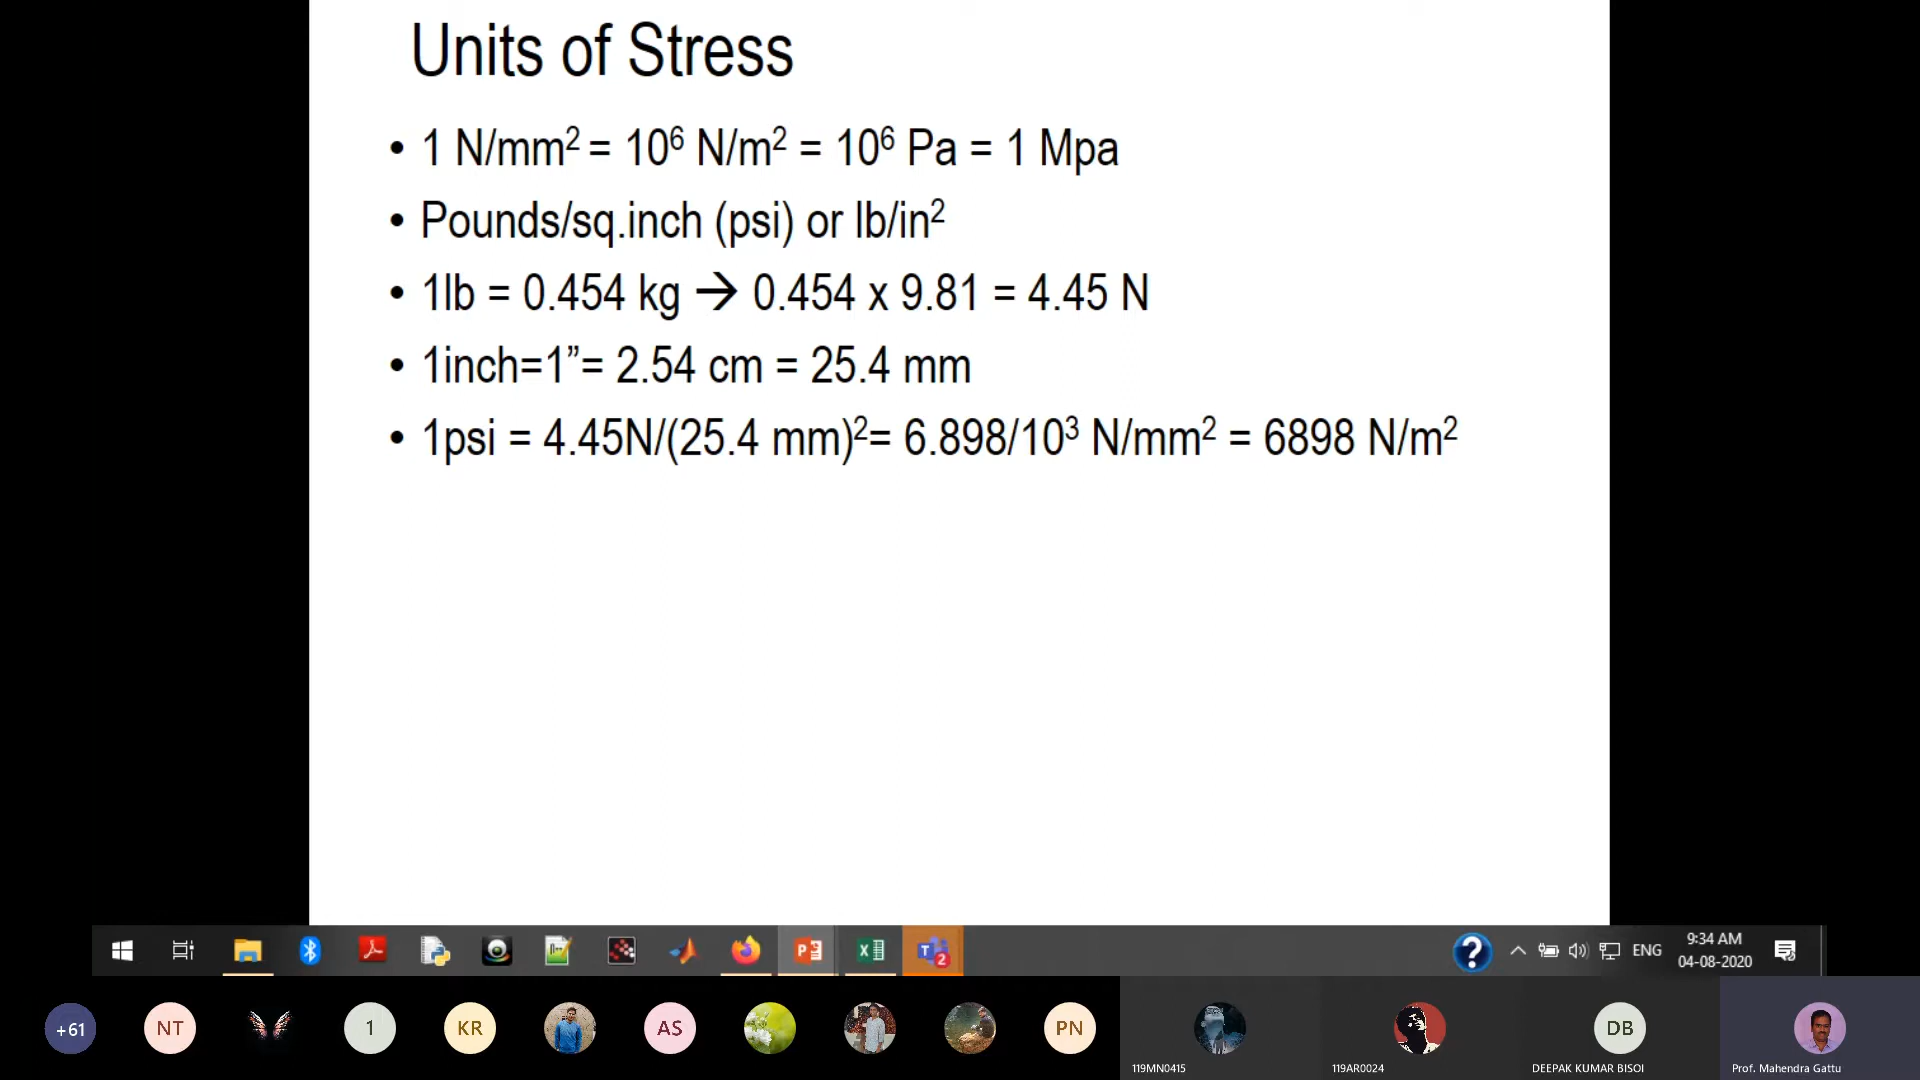 Units of Stress
• 1 N/mm² = 10⁶ N/m² = 10⁶ Pa = 1 Mpa
• Pounds/sq.inch (psi) or lb/in²
• 1lb = 0.454 kg → 0.454 x 9.81 = 4.45 N
• 1inch=1”= 2.54 cm = 25.4 mm
• 1psi = 4.45N/(25.4 mm)²= 6.898/10³ N/mm² = 6898 N/m²
ENG
9:34 AM
04-08-2020
+61
NT
1
KR
AS
PN
DB
119MN0415
119AR0024
DEEPAK KUMAR BISOI
Prof. Mahendra Gattu